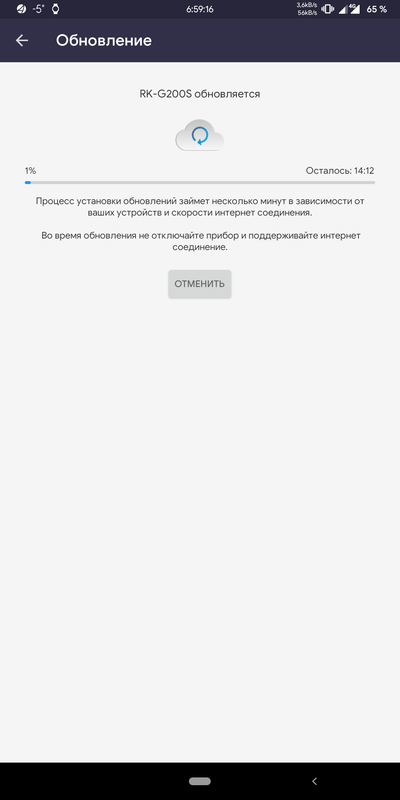 -5° 6:59:16 3,6kB/s 56kB/s 4G 65 %
Обновление
RK-G200S обновляется
1% Осталось: 14:12
Процесс установки обновлений займет несколько минут в зависимости от
ваших устройств и скорости интернет соединения.
Во время обновления не отключайте прибор и поддерживайте интернет
соединение.
ОТМЕНИТЬ